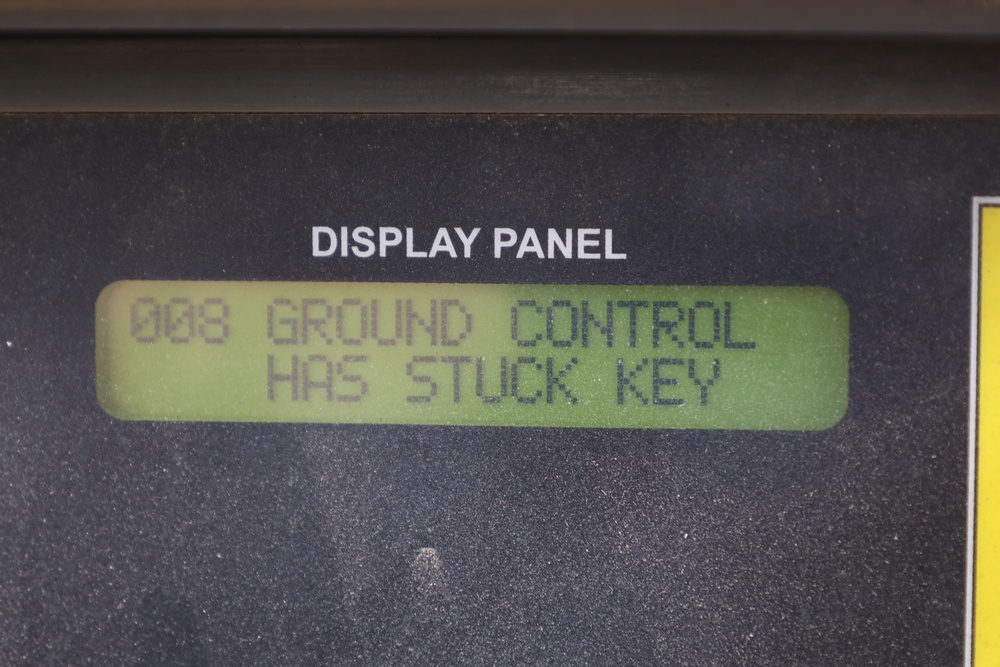 DISPLAY PANEL
008 GROUND CONTROL
HAS STUCK KEY